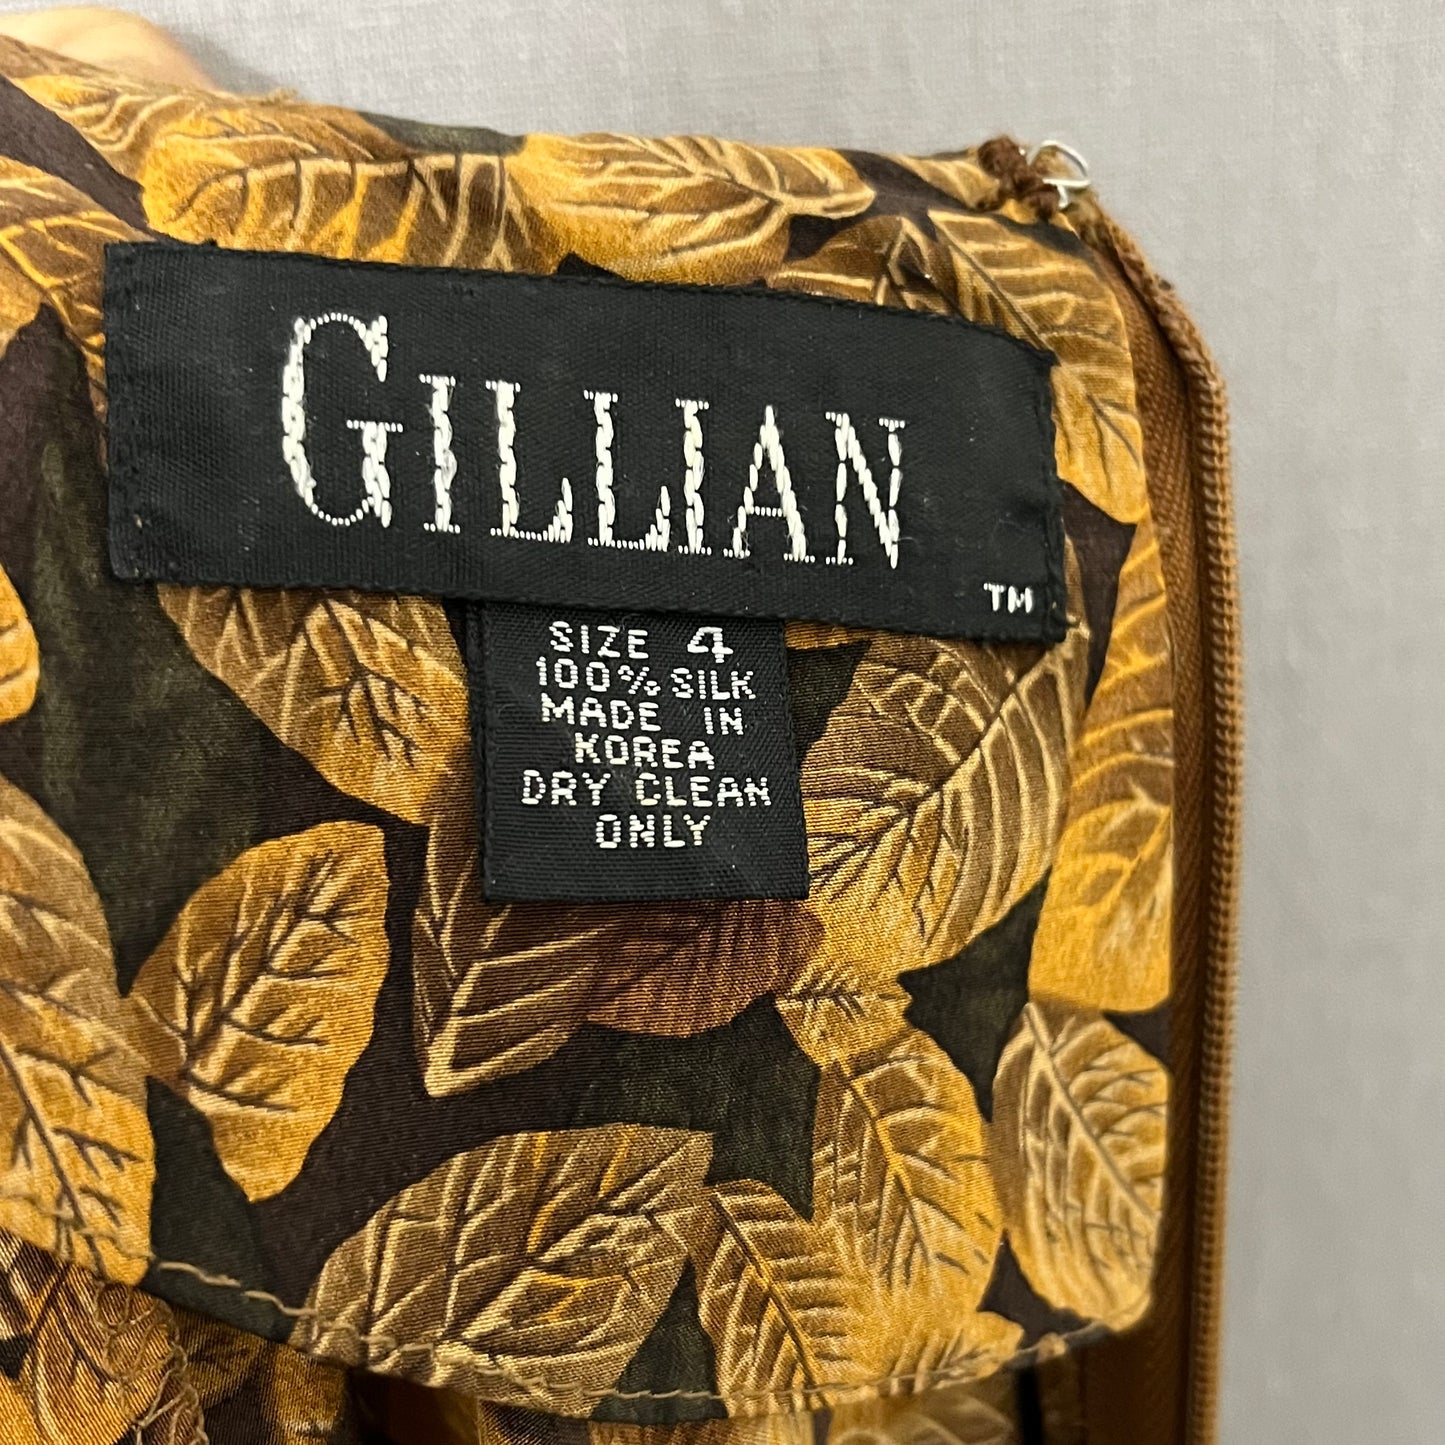 GILLIAN
TM
SIZE 4
100% SILK
MADE IN
KOREA
DRY CLEAN
ONLY